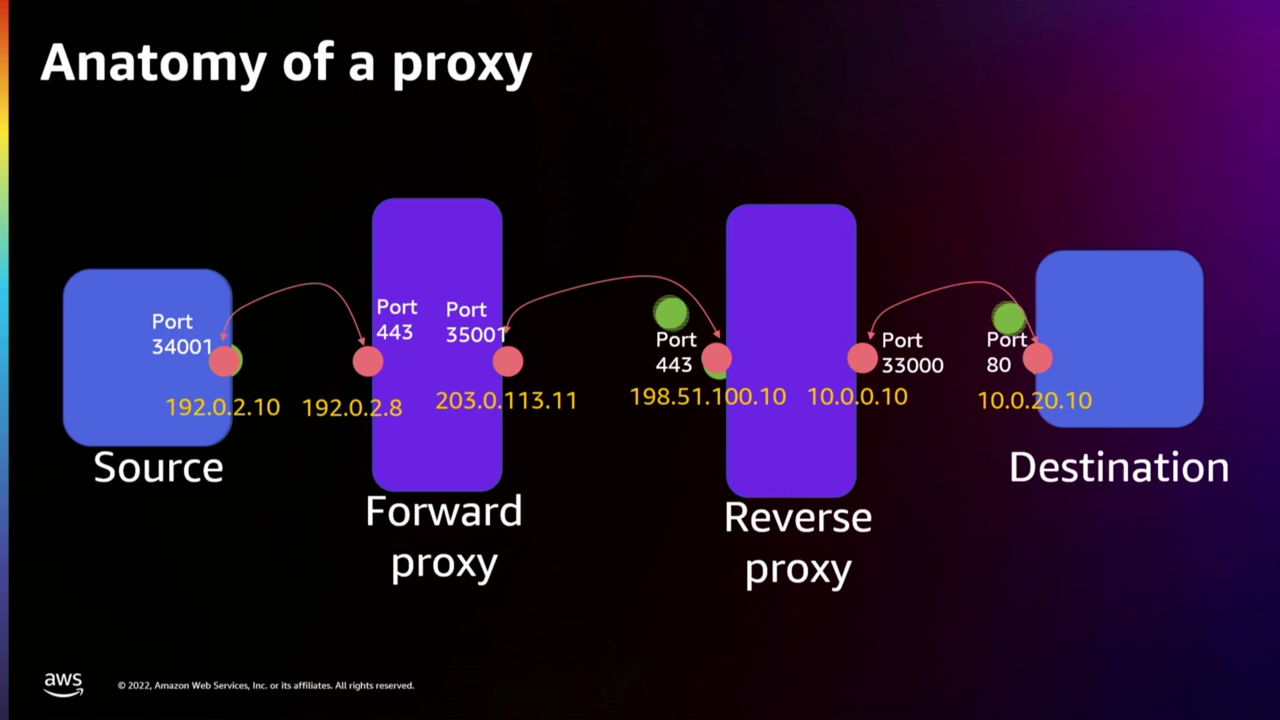 Anatomy of a proxy
Port
34001
192.0.2.10
Source
Port
443
192.0.2.8
Port
35001
203.0.113.11
Forward
proxy
Port
443
198.51.100.10
Port
33000
10.0.0.10
Reverse
proxy
Port
80
10.0.20.10
Destination
aws
© 2022, Amazon Web Services, Inc. or its affiliates. All rights reserved.